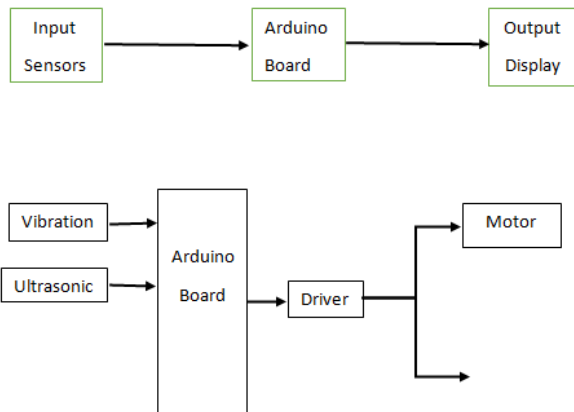 Input
Sensors
Arduino
Board
Output
Display
Vibration
Ultrasonic
Arduino
Board
Driver
Motor